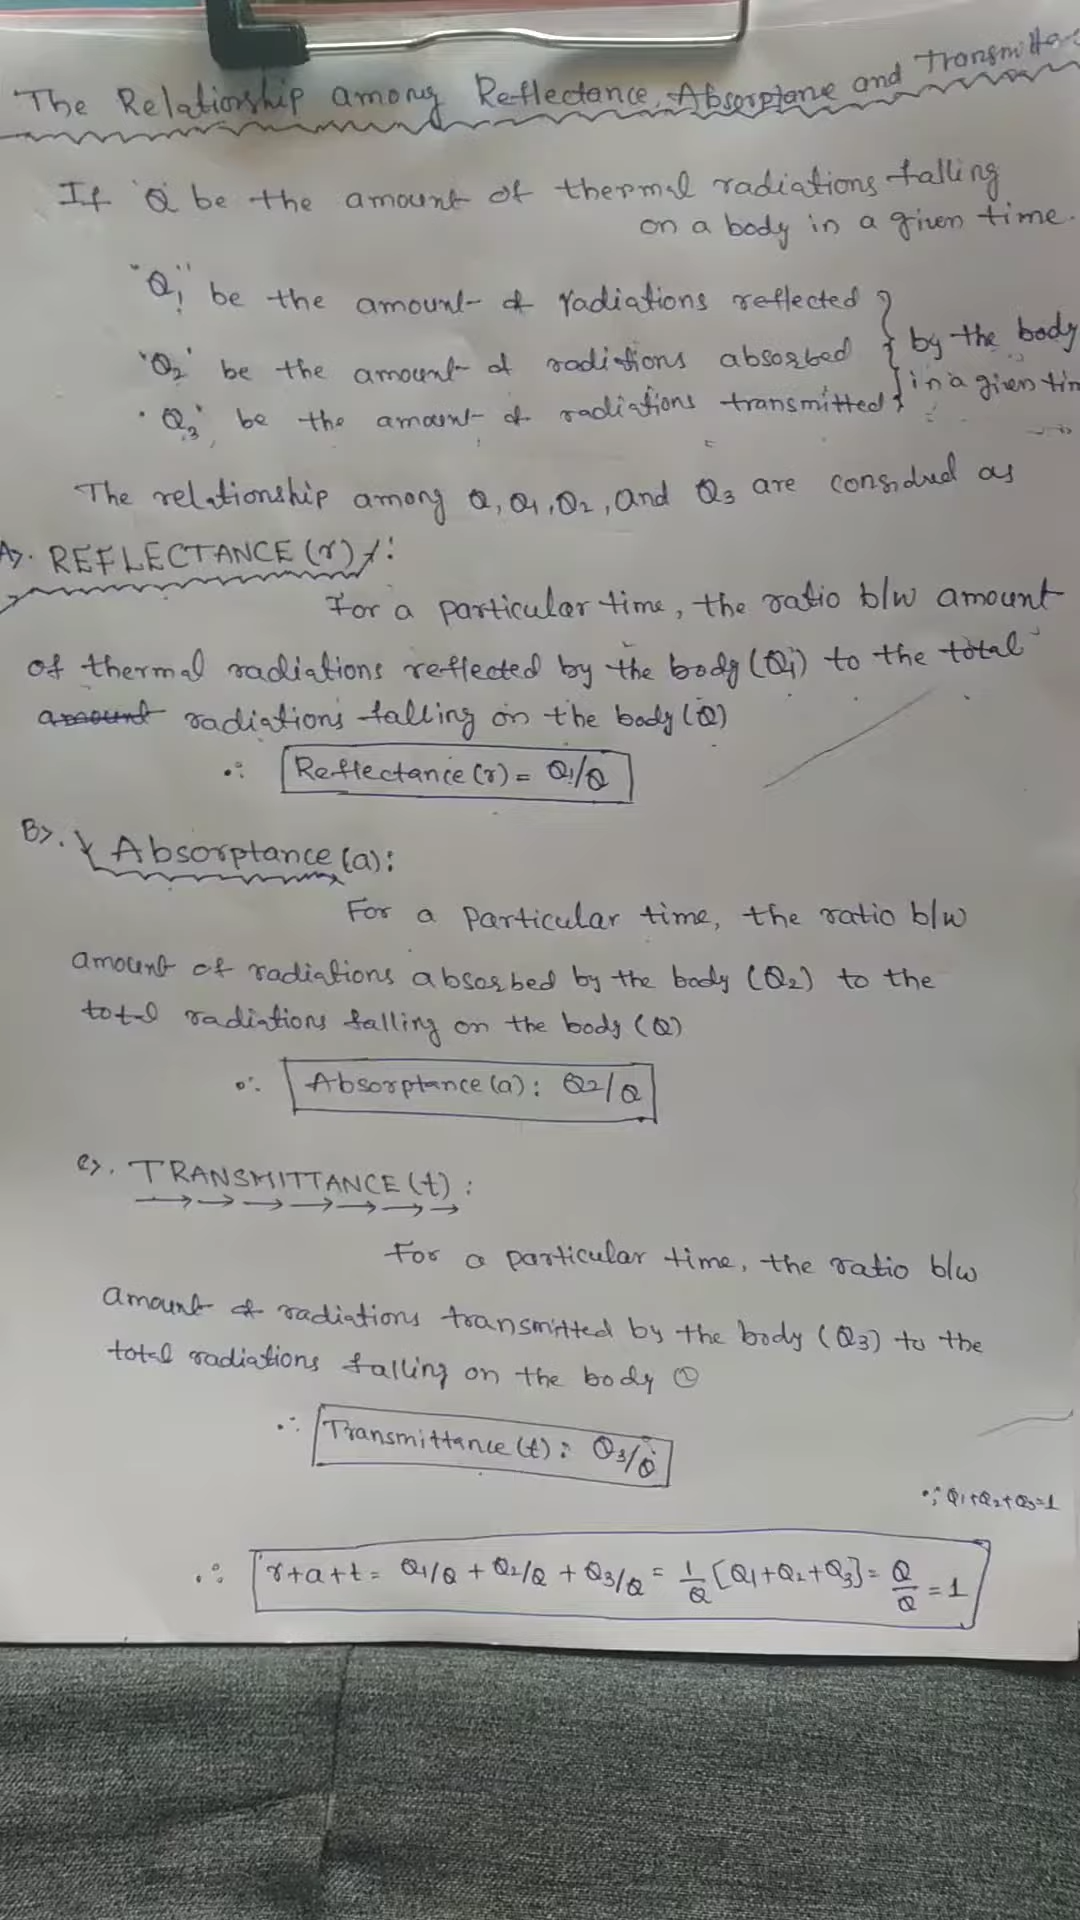 The Relationship among Reflectance, Absorptane and
If 'Q' be the amount of thermal radiations falling
on a body in a given time.
"Q1" be the amount of radiations reflected
'Q2' be the amount of radiations absorbed } by the body
'Q3' be the amount of radiations transmitted } in a given
The relationship among Q, Q1, Q2, and Q3 are considued as
A>. REFLECTANCE (r) :
For a particular time, the ratio b/w amount
of thermal radiations reflected by the body (Q1) to the total
amount radiations falling on the body (Q)
∴ Reflectance (r) = Q1/Q
B>. Absorptance (a):
For a particular time, the ratio b/w
amount of radiations absorbed by the body (Q2) to the
total radiations falling on the body (Q)
∴ Absorptance (a): Q2/Q
C>. TRANSMITTANCE (t) :
For a particular time, the ratio b/w
amount of radiations transmitted by the body (Q3) to the
total radiations falling on the body
∴ Transmittance (t): Q3/Q
∵ Q1+Q2+Q3=1
∴ r+a+t = Q1/Q + Q2/Q + Q3/Q = 1/Q [Q1+Q2+Q3] = Q/Q = 1